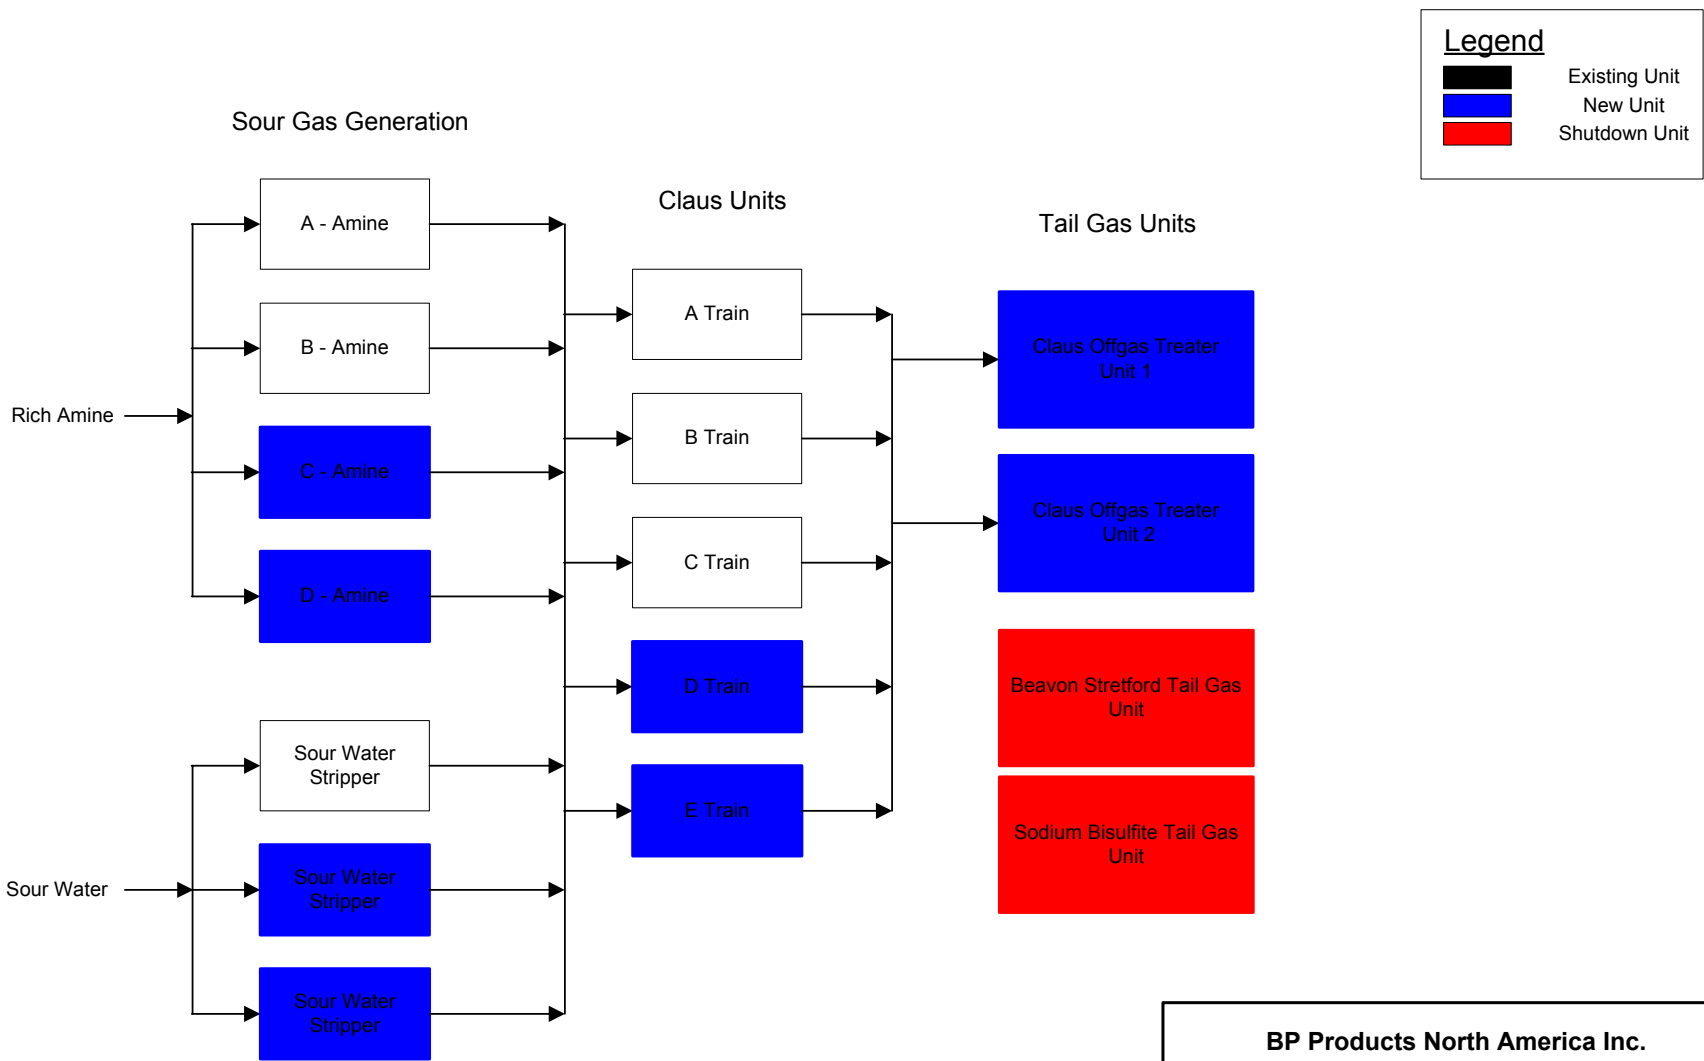 Legend
Existing Unit
New Unit
Shutdown Unit
Sour Gas Generation
Claus Units
Tail Gas Units
Rich Amine
A - Amine
B - Amine
C - Amine
D - Amine
Sour Water
Sour Water
Stripper
Sour Water
Stripper
Sour Water
Stripper
A Train
B Train
C Train
D Train
E Train
Claus Offgas Treater
Unit 1
Claus Offgas Treater
Unit 2
Beavon Stretford Tail Gas
Unit
Sodium Bisulfite Tail Gas
Unit
BP Products North America Inc.